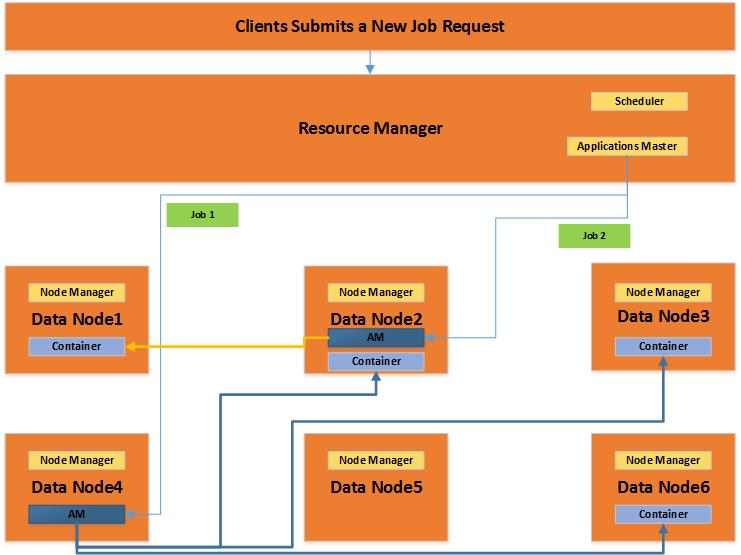 Clients Submits a New Job Request
Scheduler
Resource Manager
Applications Master
Job 1
Job 2
Node Manager
Data Node1
Container
Node Manager
Data Node2
AM
Container
Node Manager
Data Node3
Container
Node Manager
Data Node4
AM
Node Manager
Data Node5
Node Manager
Data Node6
Container